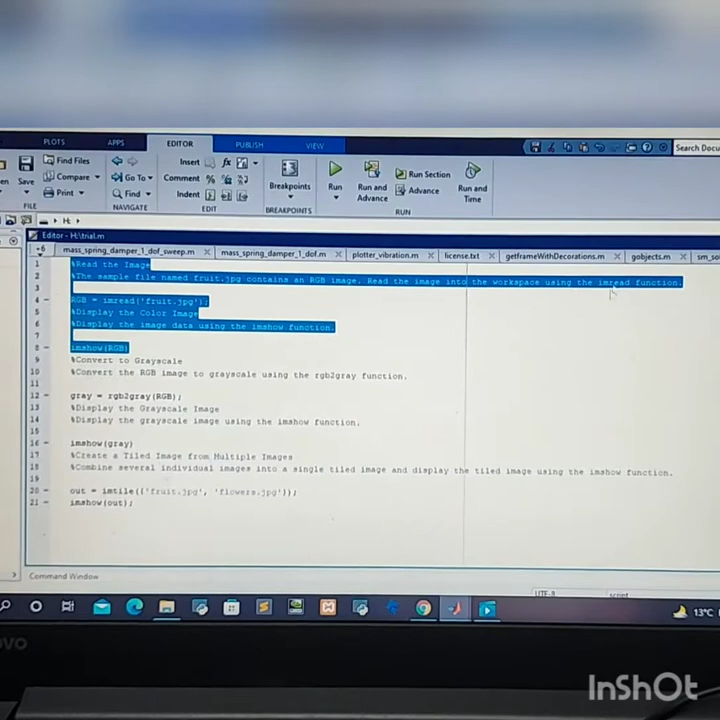 PLOTS APPS EDITOR PUBLISH VIEW Search Docu
Find Files Insert fx
Save Compare Go To Comment Breakpoints Run Run and Advance Run Section Advance Run and Time
Print Find Indent
FILE NAVIGATE EDIT BREAKPOINTS RUN
H:
Editor - H:\trial.m
+6 mass_spring_damper_1_dof_sweep.m mass_spring_damper_1_dof.m plotter_vibration.m license.txt getframeWithDecorations.m gobjects.m sm_sol
1 %Read the Image
2 %The sample file named fruit.jpg contains an RGB image. Read the image into the workspace using the imread function.
3
4 - RGB = imread('fruit.jpg');
5 %Display the Color Image
6 %Display the image data using the imshow function.
7
8 - imshow(RGB)
9 %Convert to Grayscale
10 %Convert the RGB image to grayscale using the rgb2gray function.
11
12 - gray = rgb2gray(RGB);
13 %Display the Grayscale Image
14 %Display the grayscale image using the imshow function.
15
16 - imshow(gray)
17 %Create a Tiled Image from Multiple Images
18 %Combine several individual images into a single tiled image and display the tiled image using the imshow function.
19
20 - out = imtile({'fruit.jpg', 'flowers.jpg'});
21 - imshow(out);
Command Window
UTF-8 script
13°C
InShOt